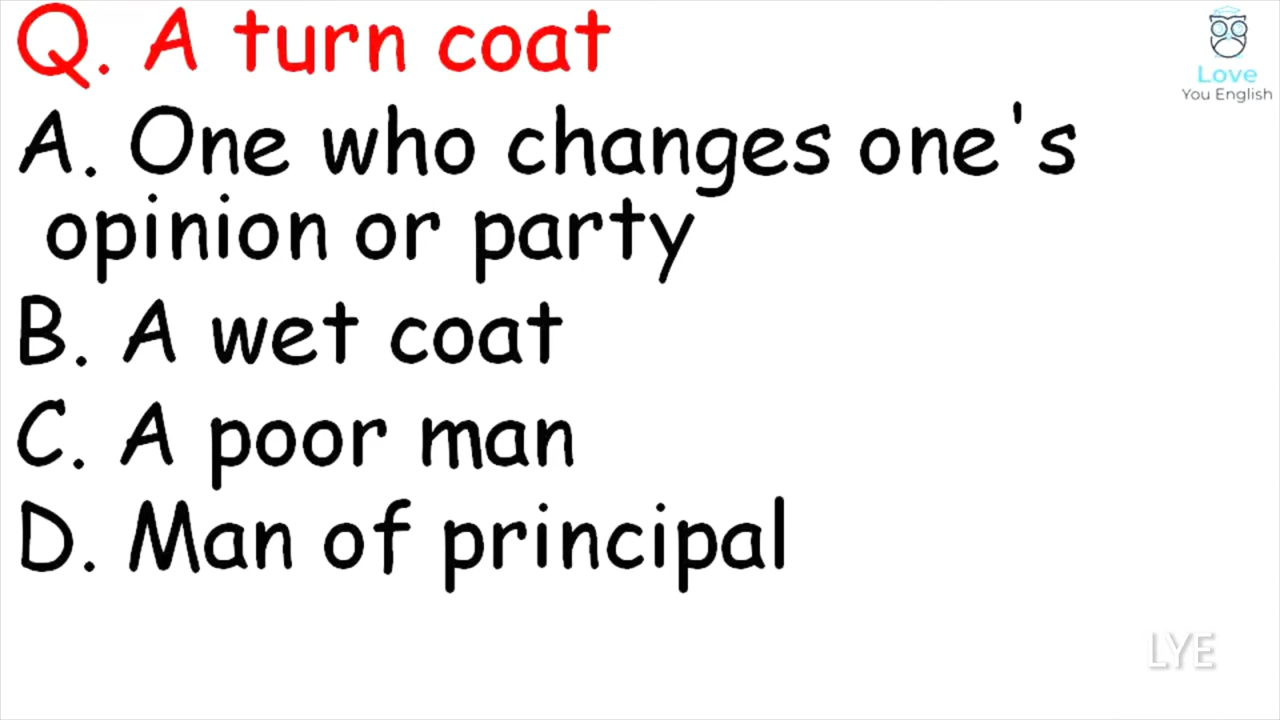 Q. A turn coat
Love
You English
A. One who changes one's
opinion or party
B. A wet coat
C. A poor man
D. Man of principal
LYE